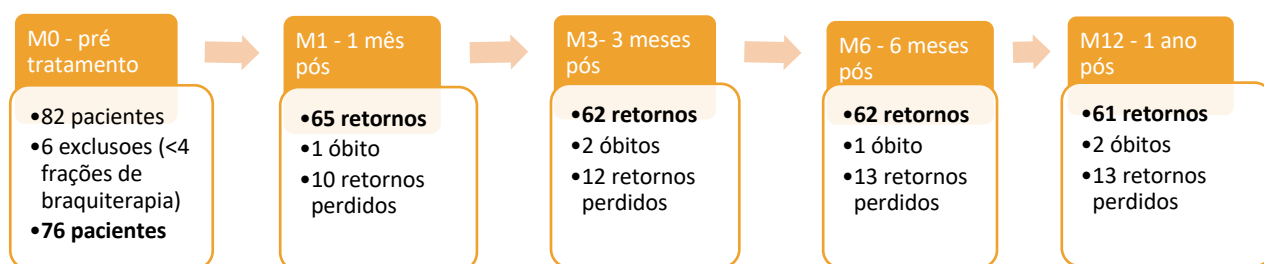 M0 - pré
tratamento
•82 pacientes
•6 exclusoes (<4
frações de
braquiterapia)
•76 pacientes
M1 - 1 mês
pós
•65 retornos
•1 óbito
•10 retornos
perdidos
M3- 3 meses
pós
•62 retornos
•2 óbitos
•12 retornos
perdidos
M6 - 6 meses
pós
•62 retornos
•1 óbito
•13 retornos
perdidos
M12 - 1 ano
pós
•61 retornos
•2 óbitos
•13 retornos
perdidos